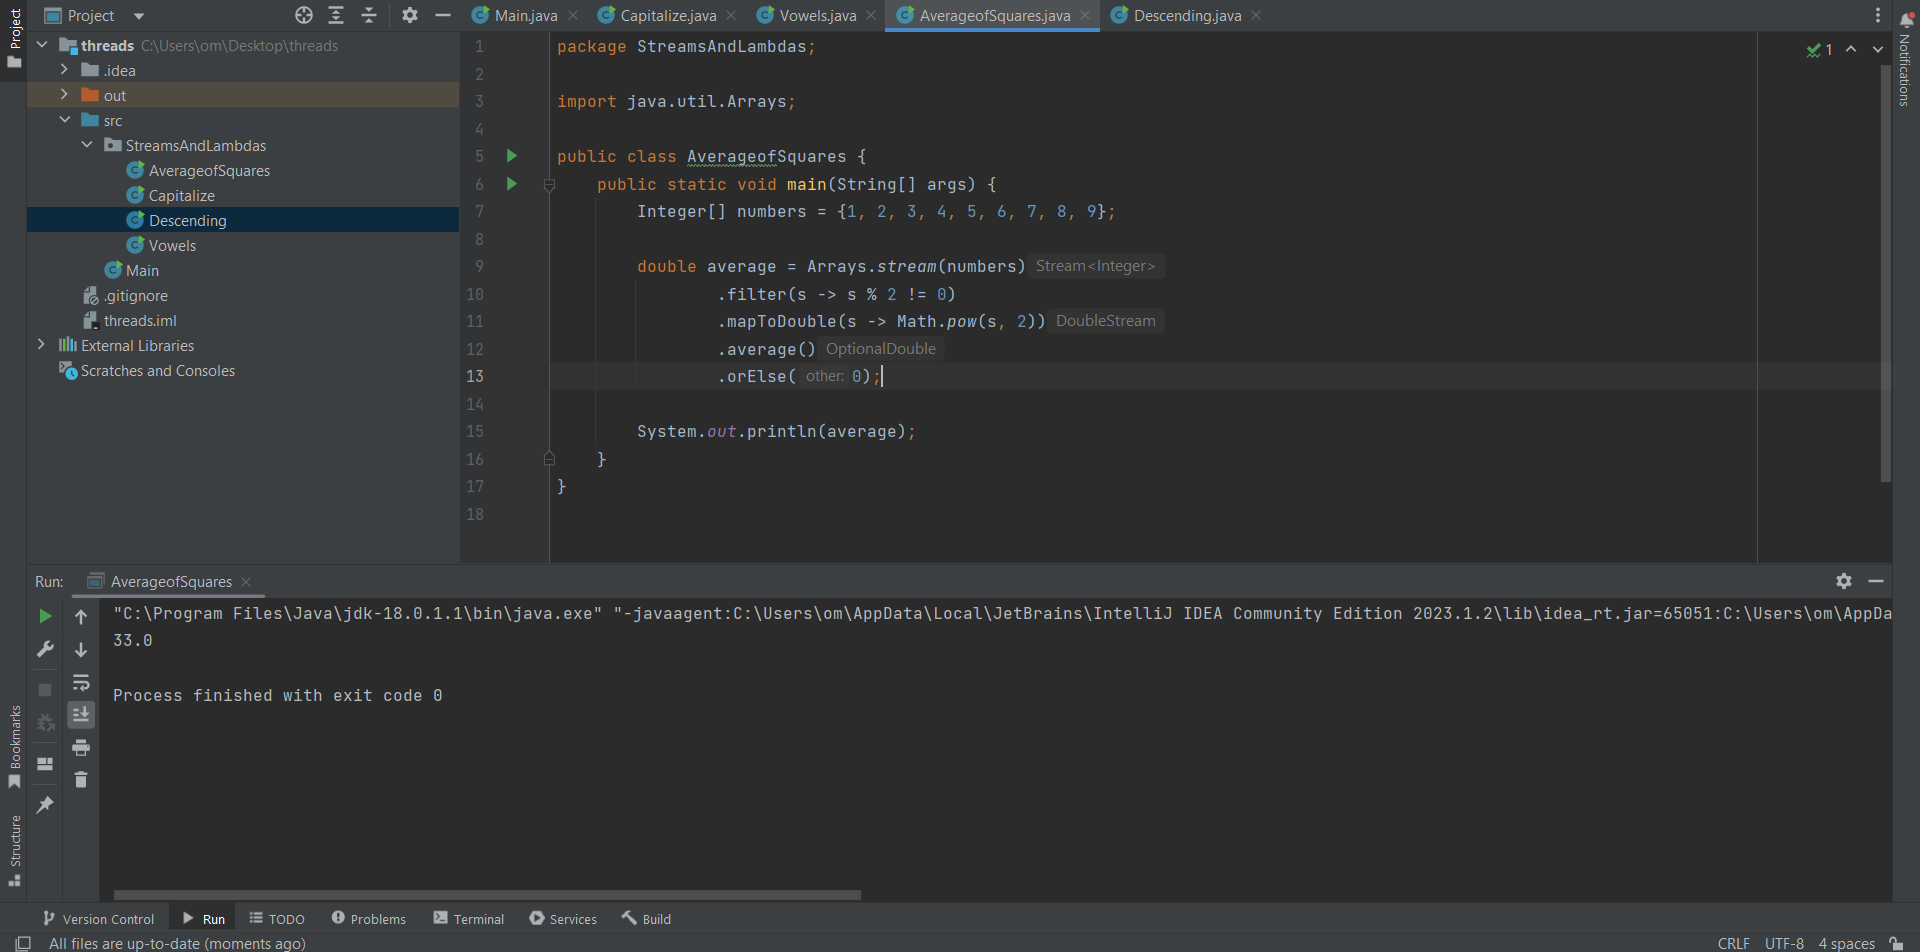 Project
Main.java
Capitalize.java
Vowels.java
AverageofSquares.java
Descending.java
Project
Notifications
threads C:\Users\om\Desktop\threads
.idea
out
src
StreamsAndLambdas
AverageofSquares
Capitalize
Descending
Vowels
Main
.gitignore
threads.iml
External Libraries
Scratches and Consoles
1 package StreamsAndLambdas;
2
3 import java.util.Arrays;
4
5 public class AverageofSquares {
6 public static void main(String[] args) {
7 Integer[] numbers = {1, 2, 3, 4, 5, 6, 7, 8, 9};
8
9 double average = Arrays.stream(numbers) Stream<Integer>
10 .filter(s -> s % 2 != 0)
11 .mapToDouble(s -> Math.pow(s, 2)) DoubleStream
12 .average() OptionalDouble
13 .orElse( other: 0);
14
15 System.out.println(average);
16 }
17 }
18
1
Run: AverageofSquares
"C:\Program Files\Java\jdk-18.0.1.1\bin\java.exe" "-javaagent:C:\Users\om\AppData\Local\JetBrains\IntelliJ IDEA Community Edition 2023.1.2\lib\idea_rt.jar=65051:C:\Users\om\AppDa
33.0
Process finished with exit code 0
Bookmarks
Structure
Version Control
Run
TODO
Problems
Terminal
Services
Build
All files are up-to-date (moments ago)
CRLF UTF-8 4 spaces